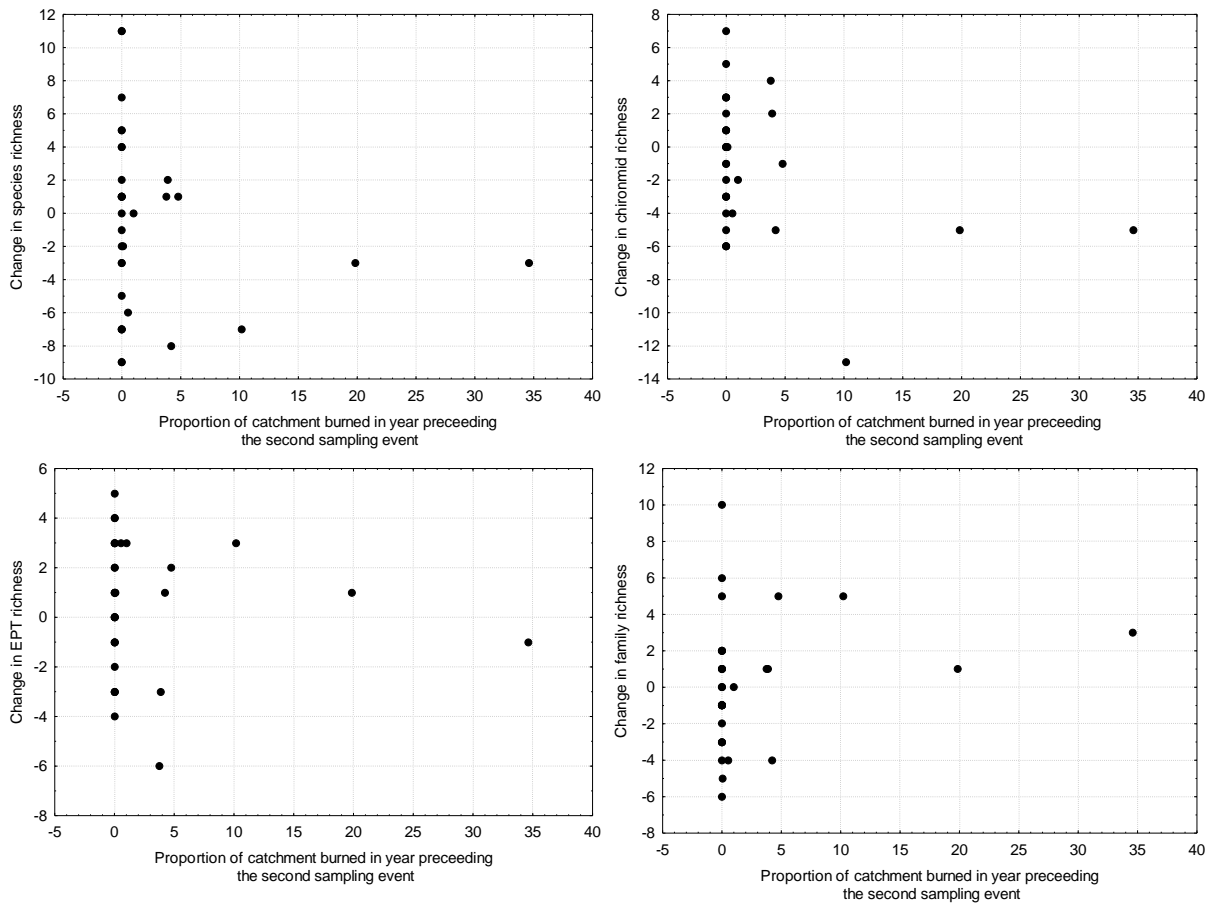 12
10
8
6
4
2
0
-2
-4
-6
-8
-10
Change in species richness
-5 0 5 10 15 20 25 30 35 40
Proportion of catchment burned in year preceeding
the second sampling event
8
6
4
2
0
-2
-4
-6
-8
-10
-12
-14
Change in chironmid richness
-5 0 5 10 15 20 25 30 35 40
Proportion of catchment burned in year preceeding
the second sampling event
6
4
2
0
-2
-4
-6
-8
Change in EPT richness
-5 0 5 10 15 20 25 30 35 40
Proportion of catchment burned in year preceeding
the second sampling event
12
10
8
6
4
2
0
-2
-4
-6
-8
Change in family richness
-5 0 5 10 15 20 25 30 35 40
Proportion of catchment burned in year preceeding
the second sampling event